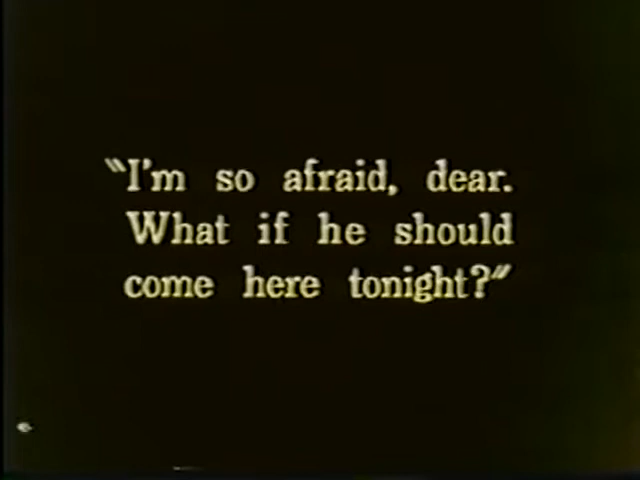 "I'm so afraid, dear.
What if he should
come here tonight?"